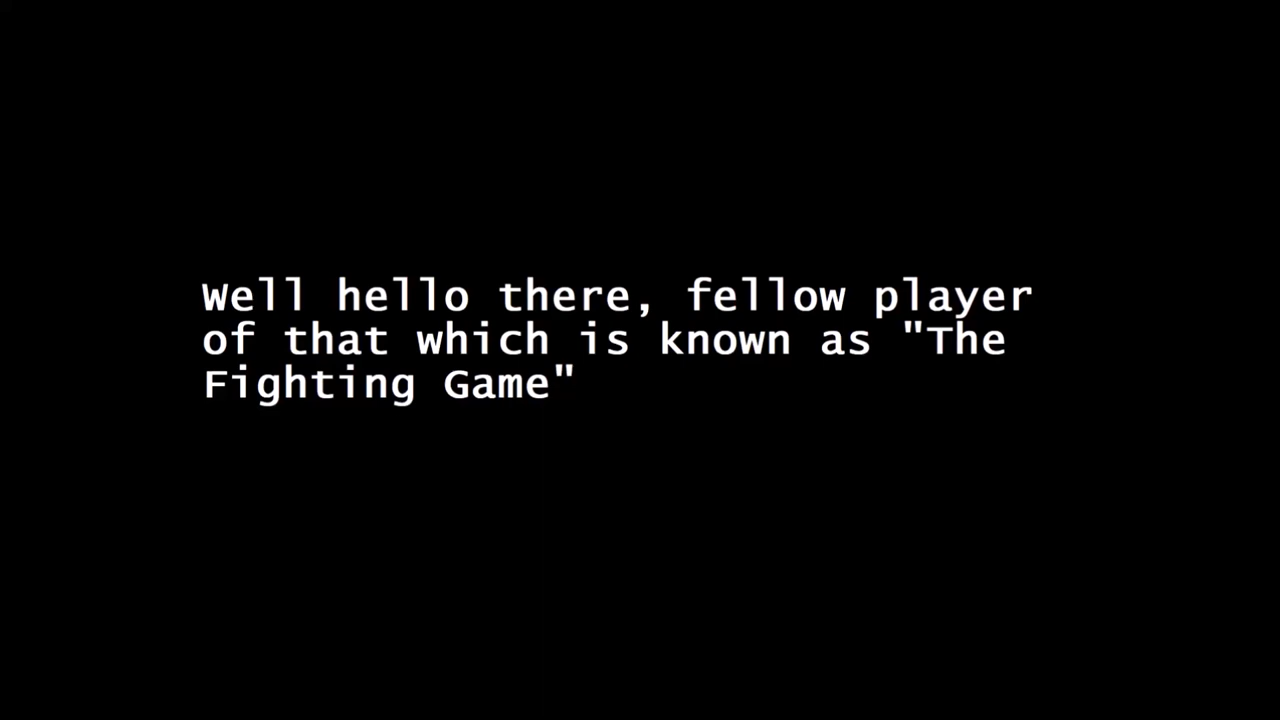 Well hello there, fellow player
of that which is known as "The
Fighting Game"